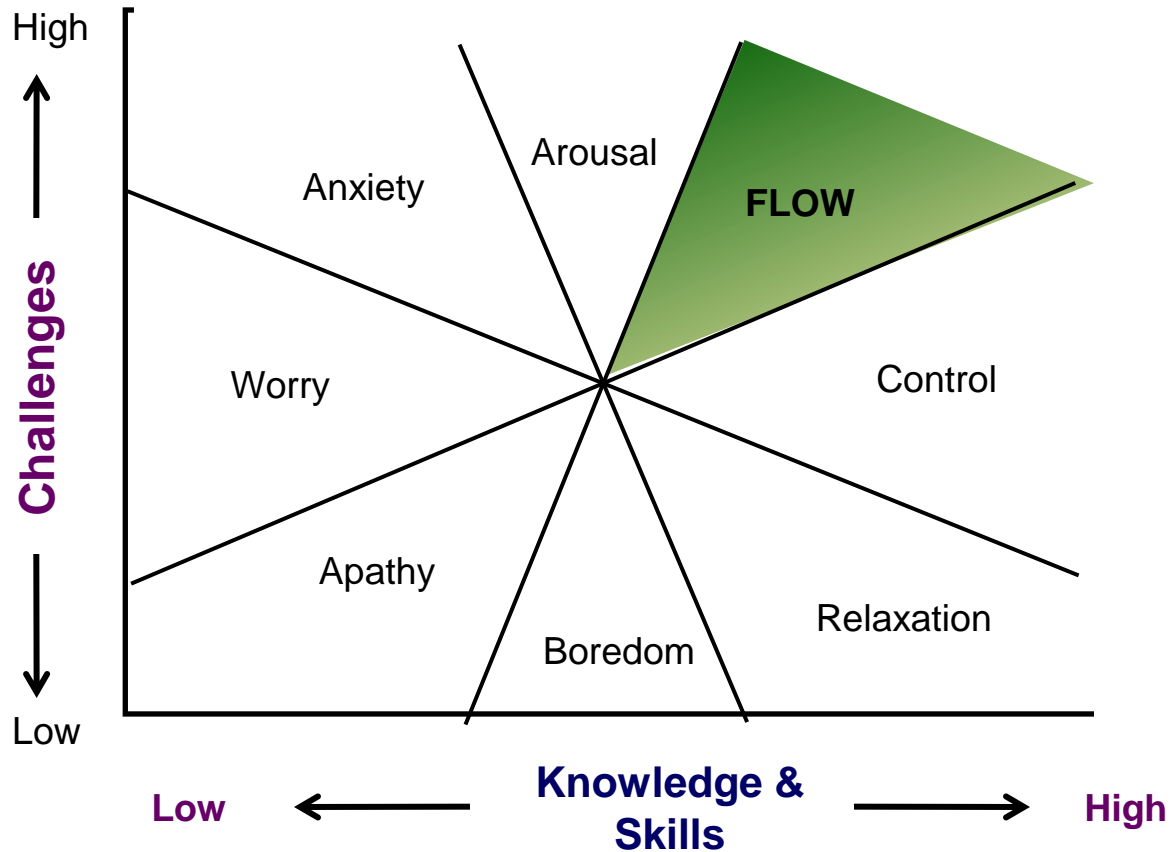 High
Arousal
Anxiety
FLOW
Challenges
Worry
Control
Apathy
Relaxation
Boredom
Low
Knowledge &
Skills
Low
High